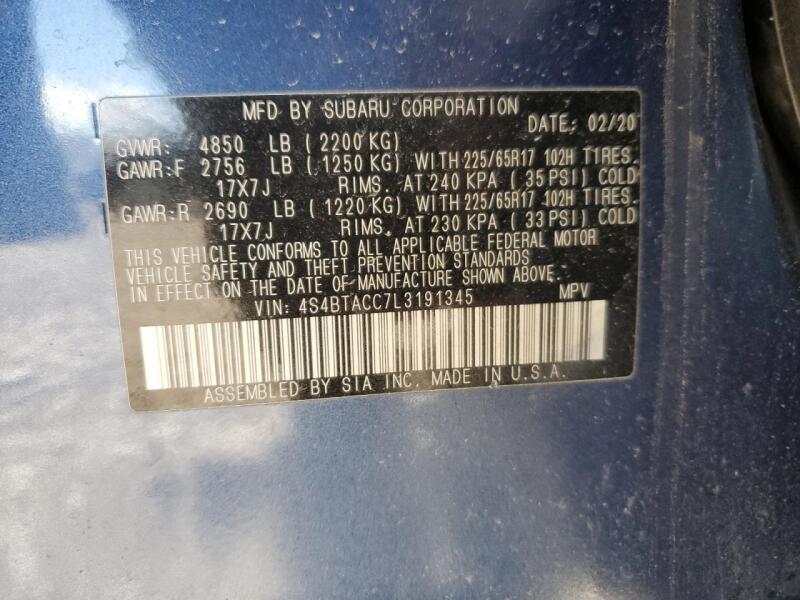 MFD BY SUBARU CORPORATION
DATE: 02/20
GVWR: 4850 LB (2200 KG)
GAWR:F 2756 LB (1250 KG) WITH 225/65R17 102H TIRES.
17X7J RIMS. AT 240 KPA (35 PSI) COLD
GAWR:R 2690 LB (1220 KG) WITH 225/65R17 102H TIRES.
17X7J RIMS. AT 230 KPA (33 PSI) COLD
THIS VEHICLE CONFORMS TO ALL APPLICABLE FEDERAL MOTOR
VEHICLE SAFETY AND THEFT PREVENTION STANDARDS
IN EFFECT ON THE DATE OF MANUFACTURE SHOWN ABOVE.
VIN: 4S4BTACC7L3191345 MPV
ASSEMBLED BY SIA INC. MADE IN U.S.A.